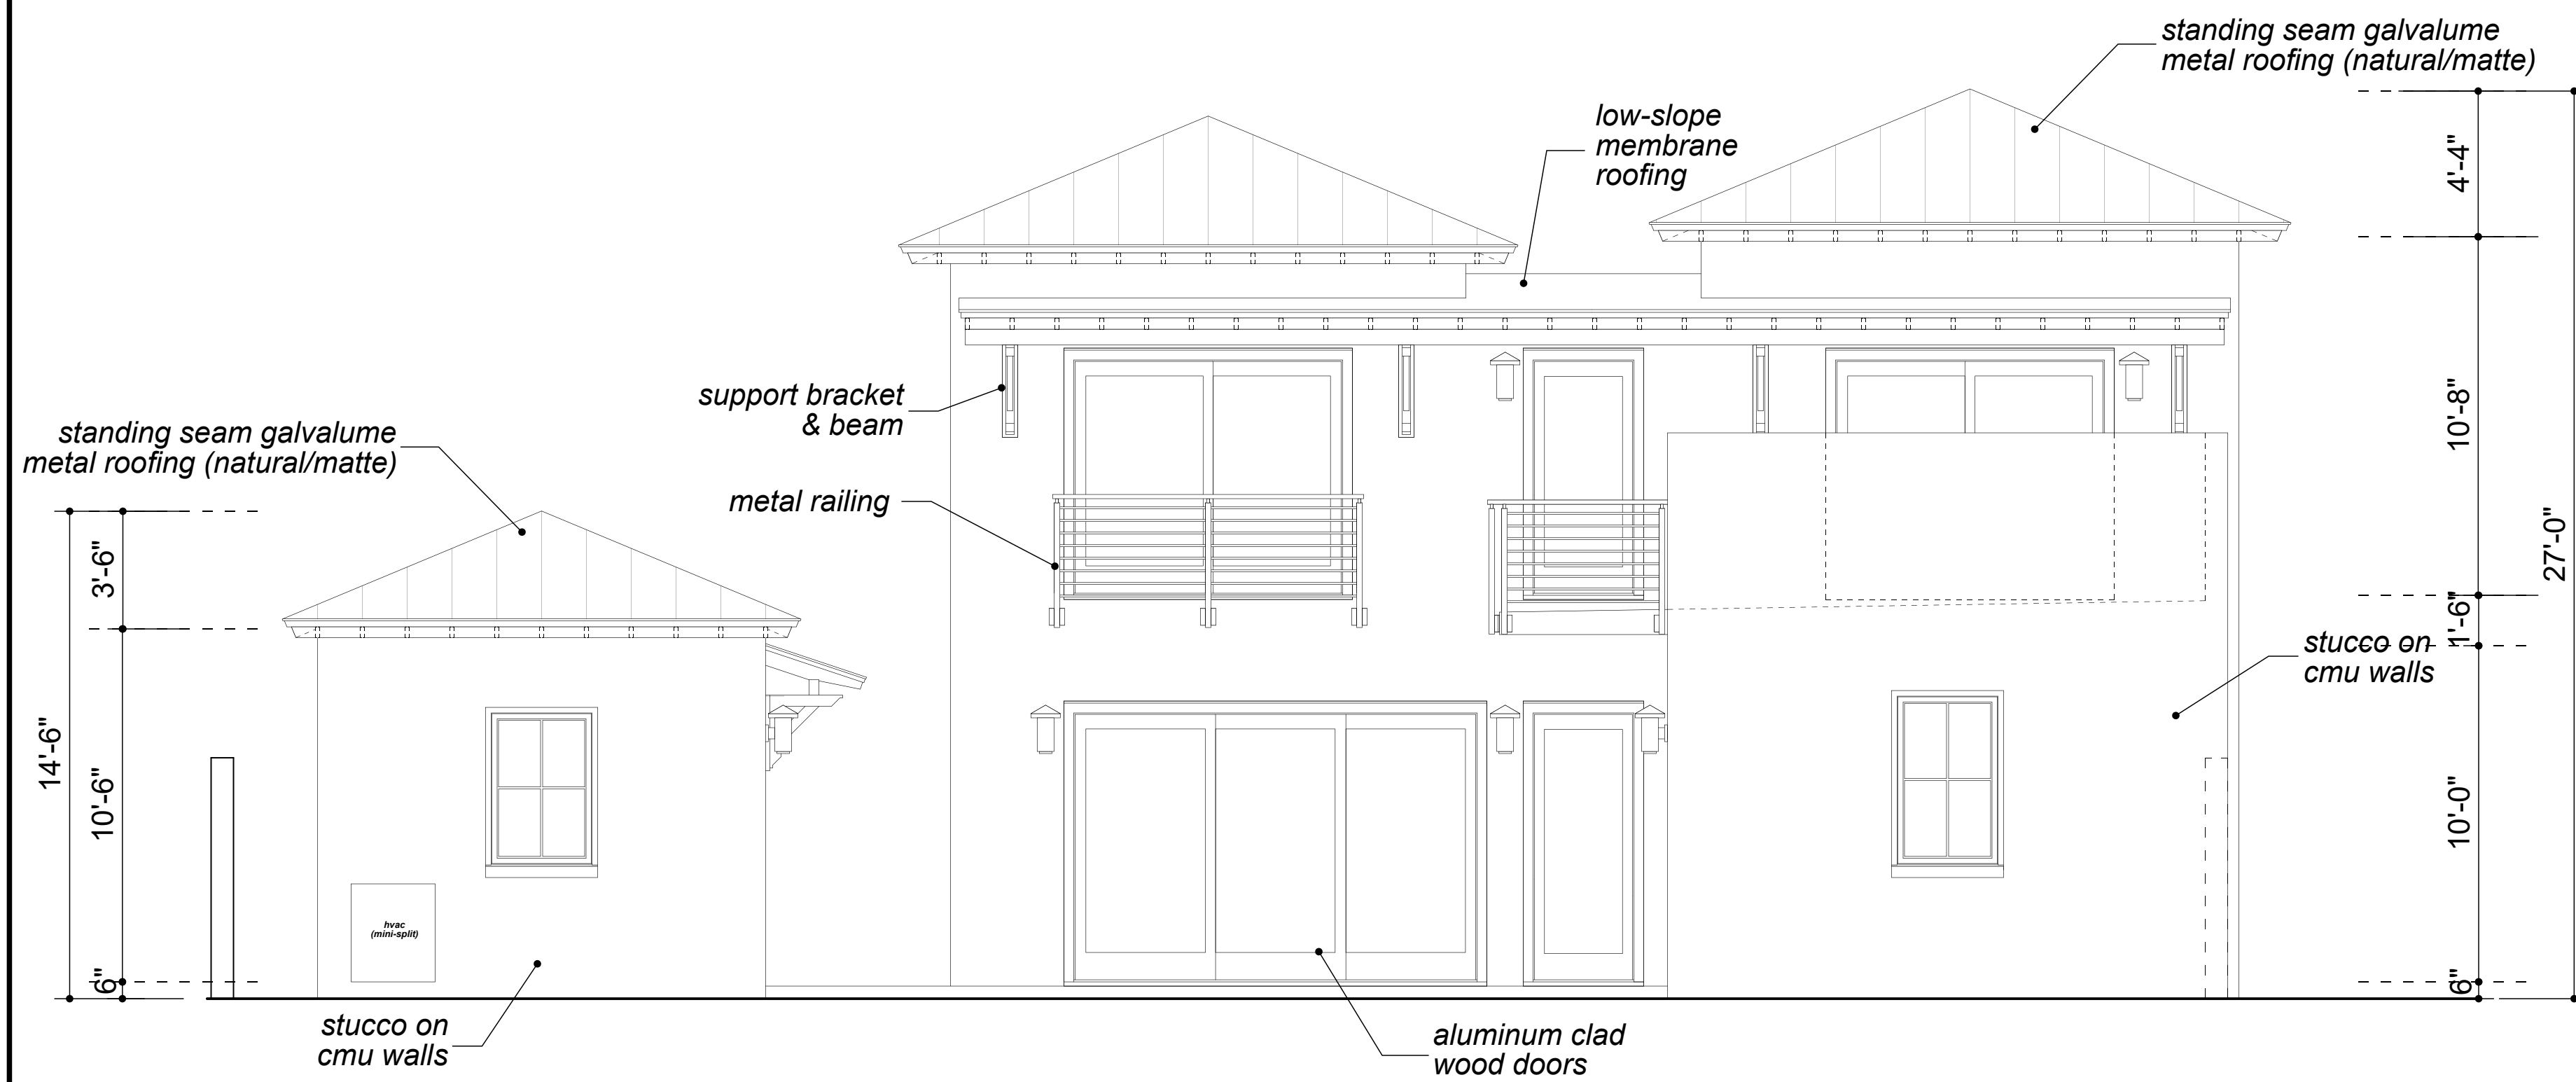 standing seam galvalume
metal roofing (natural/matte)
low-slope
membrane
roofing
4'-4"
support bracket
& beam
10'-8"
standing seam galvalume
metal roofing (natural/matte)
metal railing
27'-0"
3'-6"
1'-6"
stucco on
cmu walls
14'-6"
10'-6"
10'-0"
hvac
(mini-split)
6"
6"
stucco on
cmu walls
aluminum clad
wood doors